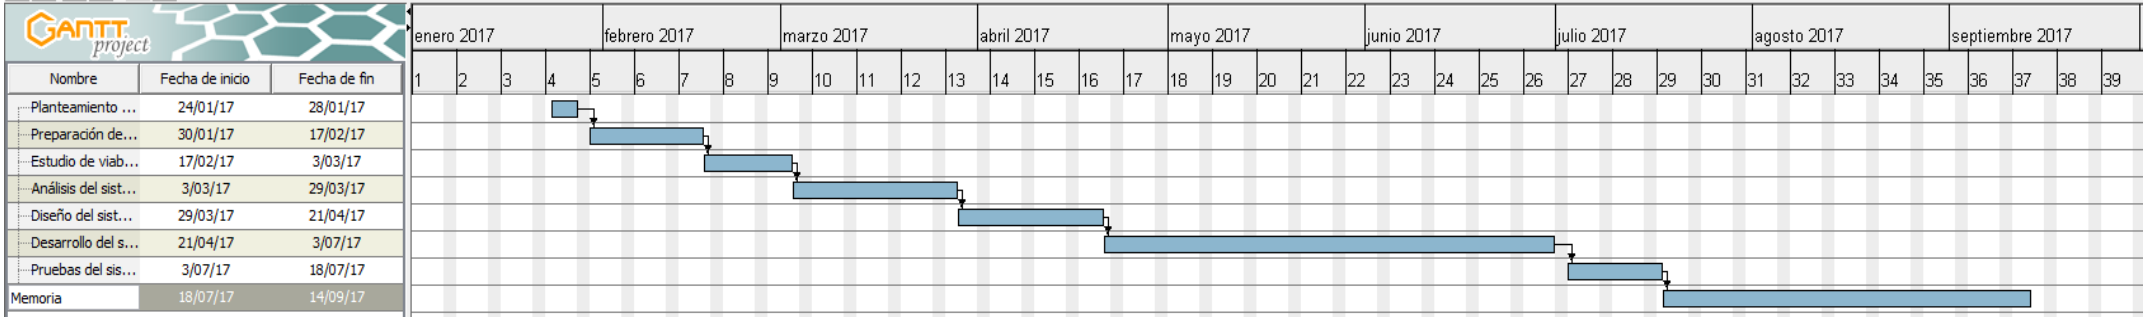 GANTT
project
enero 2017 febrero 2017 marzo 2017 abril 2017 mayo 2017 junio 2017 julio 2017 agosto 2017 septiembre 2017
Nombre Fecha de inicio Fecha de fin
1 2 3 4 5 6 7 8 9 10 11 12 13 14 15 16 17 18 19 20 21 22 23 24 25 26 27 28 29 30 31 32 33 34 35 36 37 38 39
Planteamiento ... 24/01/17 28/01/17
Preparación de... 30/01/17 17/02/17
Estudio de viab... 17/02/17 3/03/17
Análisis del sist... 3/03/17 29/03/17
Diseño del sist... 29/03/17 21/04/17
Desarrollo del s... 21/04/17 3/07/17
Pruebas del sis... 3/07/17 18/07/17
Memoria 18/07/17 14/09/17